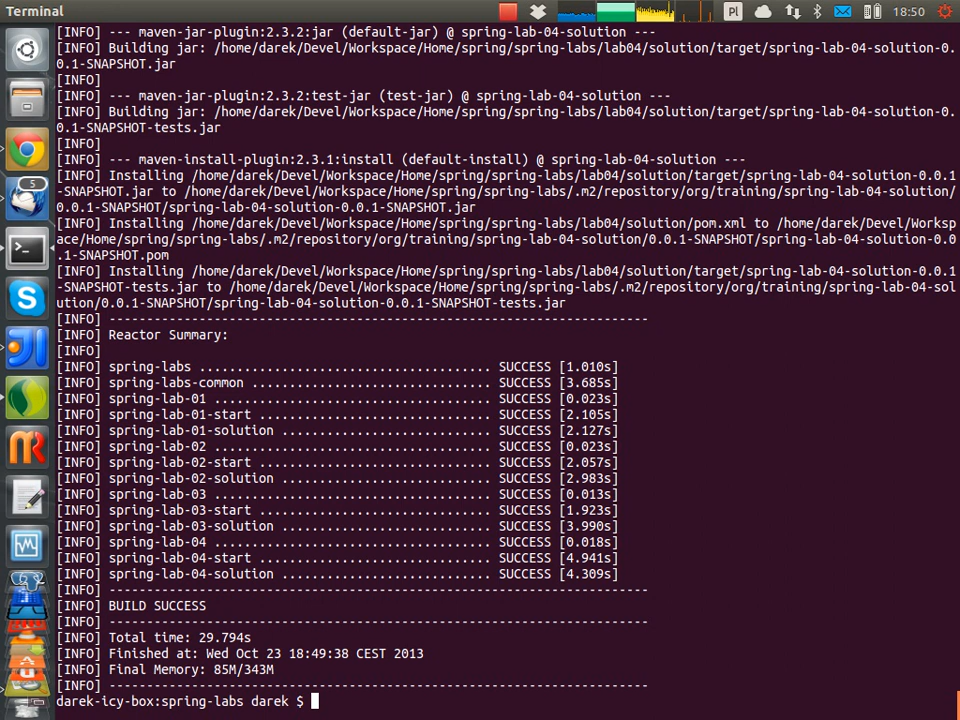 Terminal
Pl
18:50
5
[INFO] --- maven-jar-plugin:2.3.2:jar (default-jar) @ spring-lab-04-solution ---
[INFO] Building jar: /home/darek/Devel/Workspace/Home/spring/spring-labs/lab04/solution/target/spring-lab-04-solution-0.
0.1-SNAPSHOT.jar
[INFO]
[INFO] --- maven-jar-plugin:2.3.2:test-jar (test-jar) @ spring-lab-04-solution ---
[INFO] Building jar: /home/darek/Devel/Workspace/Home/spring/spring-labs/lab04/solution/target/spring-lab-04-solution-0.
0.1-SNAPSHOT-tests.jar
[INFO]
[INFO] --- maven-install-plugin:2.3.1:install (default-install) @ spring-lab-04-solution ---
[INFO] Installing /home/darek/Devel/Workspace/Home/spring/spring-labs/lab04/solution/target/spring-lab-04-solution-0.0.1
-SNAPSHOT.jar to /home/darek/Devel/Workspace/Home/spring/spring-labs/.m2/repository/org/training/spring-lab-04-solution/
0.0.1-SNAPSHOT/spring-lab-04-solution-0.0.1-SNAPSHOT.jar
[INFO] Installing /home/darek/Devel/Workspace/Home/spring/spring-labs/lab04/solution/pom.xml to /home/darek/Devel/Worksp
ace/Home/spring/spring-labs/.m2/repository/org/training/spring-lab-04-solution/0.0.1-SNAPSHOT/spring-lab-04-solution-0.0
.1-SNAPSHOT.pom
[INFO] Installing /home/darek/Devel/Workspace/Home/spring/spring-labs/lab04/solution/target/spring-lab-04-solution-0.0.1
-SNAPSHOT-tests.jar to /home/darek/Devel/Workspace/Home/spring/spring-labs/.m2/repository/org/training/spring-lab-04-sol
ution/0.0.1-SNAPSHOT/spring-lab-04-solution-0.0.1-SNAPSHOT-tests.jar
[INFO] ------------------------------------------------------------------------
[INFO] Reactor Summary:
[INFO]
[INFO] spring-labs ....................................... SUCCESS [1.010s]
[INFO] spring-labs-common ................................ SUCCESS [3.685s]
[INFO] spring-lab-01 ..................................... SUCCESS [0.023s]
[INFO] spring-lab-01-start ............................... SUCCESS [2.105s]
[INFO] spring-lab-01-solution ............................ SUCCESS [2.127s]
[INFO] spring-lab-02 ..................................... SUCCESS [0.023s]
[INFO] spring-lab-02-start ............................... SUCCESS [2.057s]
[INFO] spring-lab-02-solution ............................ SUCCESS [2.983s]
[INFO] spring-lab-03 ..................................... SUCCESS [0.013s]
[INFO] spring-lab-03-start ............................... SUCCESS [1.923s]
[INFO] spring-lab-03-solution ............................ SUCCESS [3.990s]
[INFO] spring-lab-04 ..................................... SUCCESS [0.018s]
[INFO] spring-lab-04-start ............................... SUCCESS [4.941s]
[INFO] spring-lab-04-solution ............................ SUCCESS [4.309s]
[INFO] ------------------------------------------------------------------------
[INFO] BUILD SUCCESS
[INFO] ------------------------------------------------------------------------
[INFO] Total time: 29.794s
[INFO] Finished at: Wed Oct 23 18:49:38 CEST 2013
[INFO] Final Memory: 85M/343M
[INFO] ------------------------------------------------------------------------
darek-icy-box:spring-labs darek $